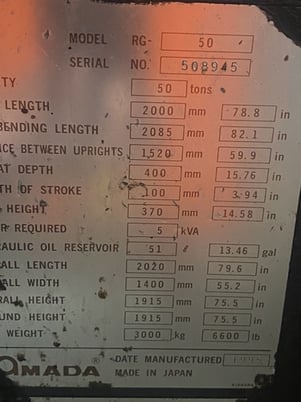 MODEL RG- 50
SERIAL NO. 508945
TY 50 tons
LENGTH 2000 mm 78.8 in
BENDING LENGTH 2085 mm 82.1 in
CE BETWEEN UPRIGHTS 1,520 mm 59.9 in
AT DEPTH 400 mm 15.76 in
TH OF STROKE 100 mm 3.94 in
HEIGHT 370 mm 14.58 in
R REQUIRED 5 kVA
RAULIC OIL RESERVOIR 51 13.46 gal
ALL LENGTH 2020 mm 79.6 in
ALL WIDTH 1400 mm 55.2 in
RALL HEIGHT 1915 mm 75.5 in
UND HEIGHT 1915 mm 75.5 in
WEIGHT 3000 kg 6600 lb
AMADA ® DATE MANUFACTURED
MADE IN JAPAN